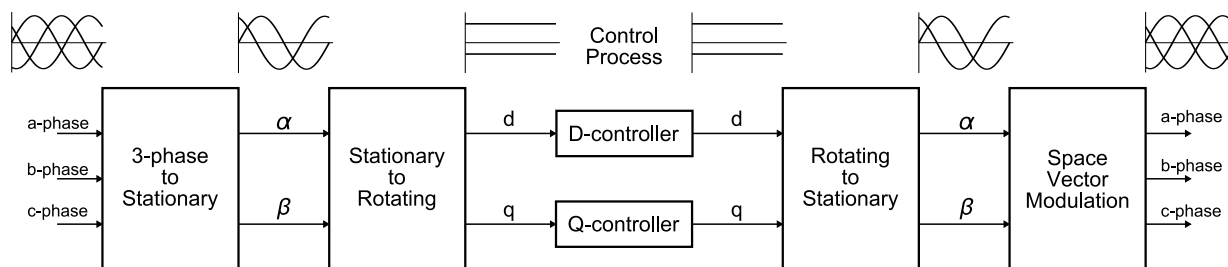 Control
Process
a-phase
b-phase
c-phase
3-phase
to
Stationary
α
β
Stationary
to
Rotating
d
q
D-controller
Q-controller
d
q
Rotating
to
Stationary
α
β
Space
Vector
Modulation
a-phase
b-phase
c-phase